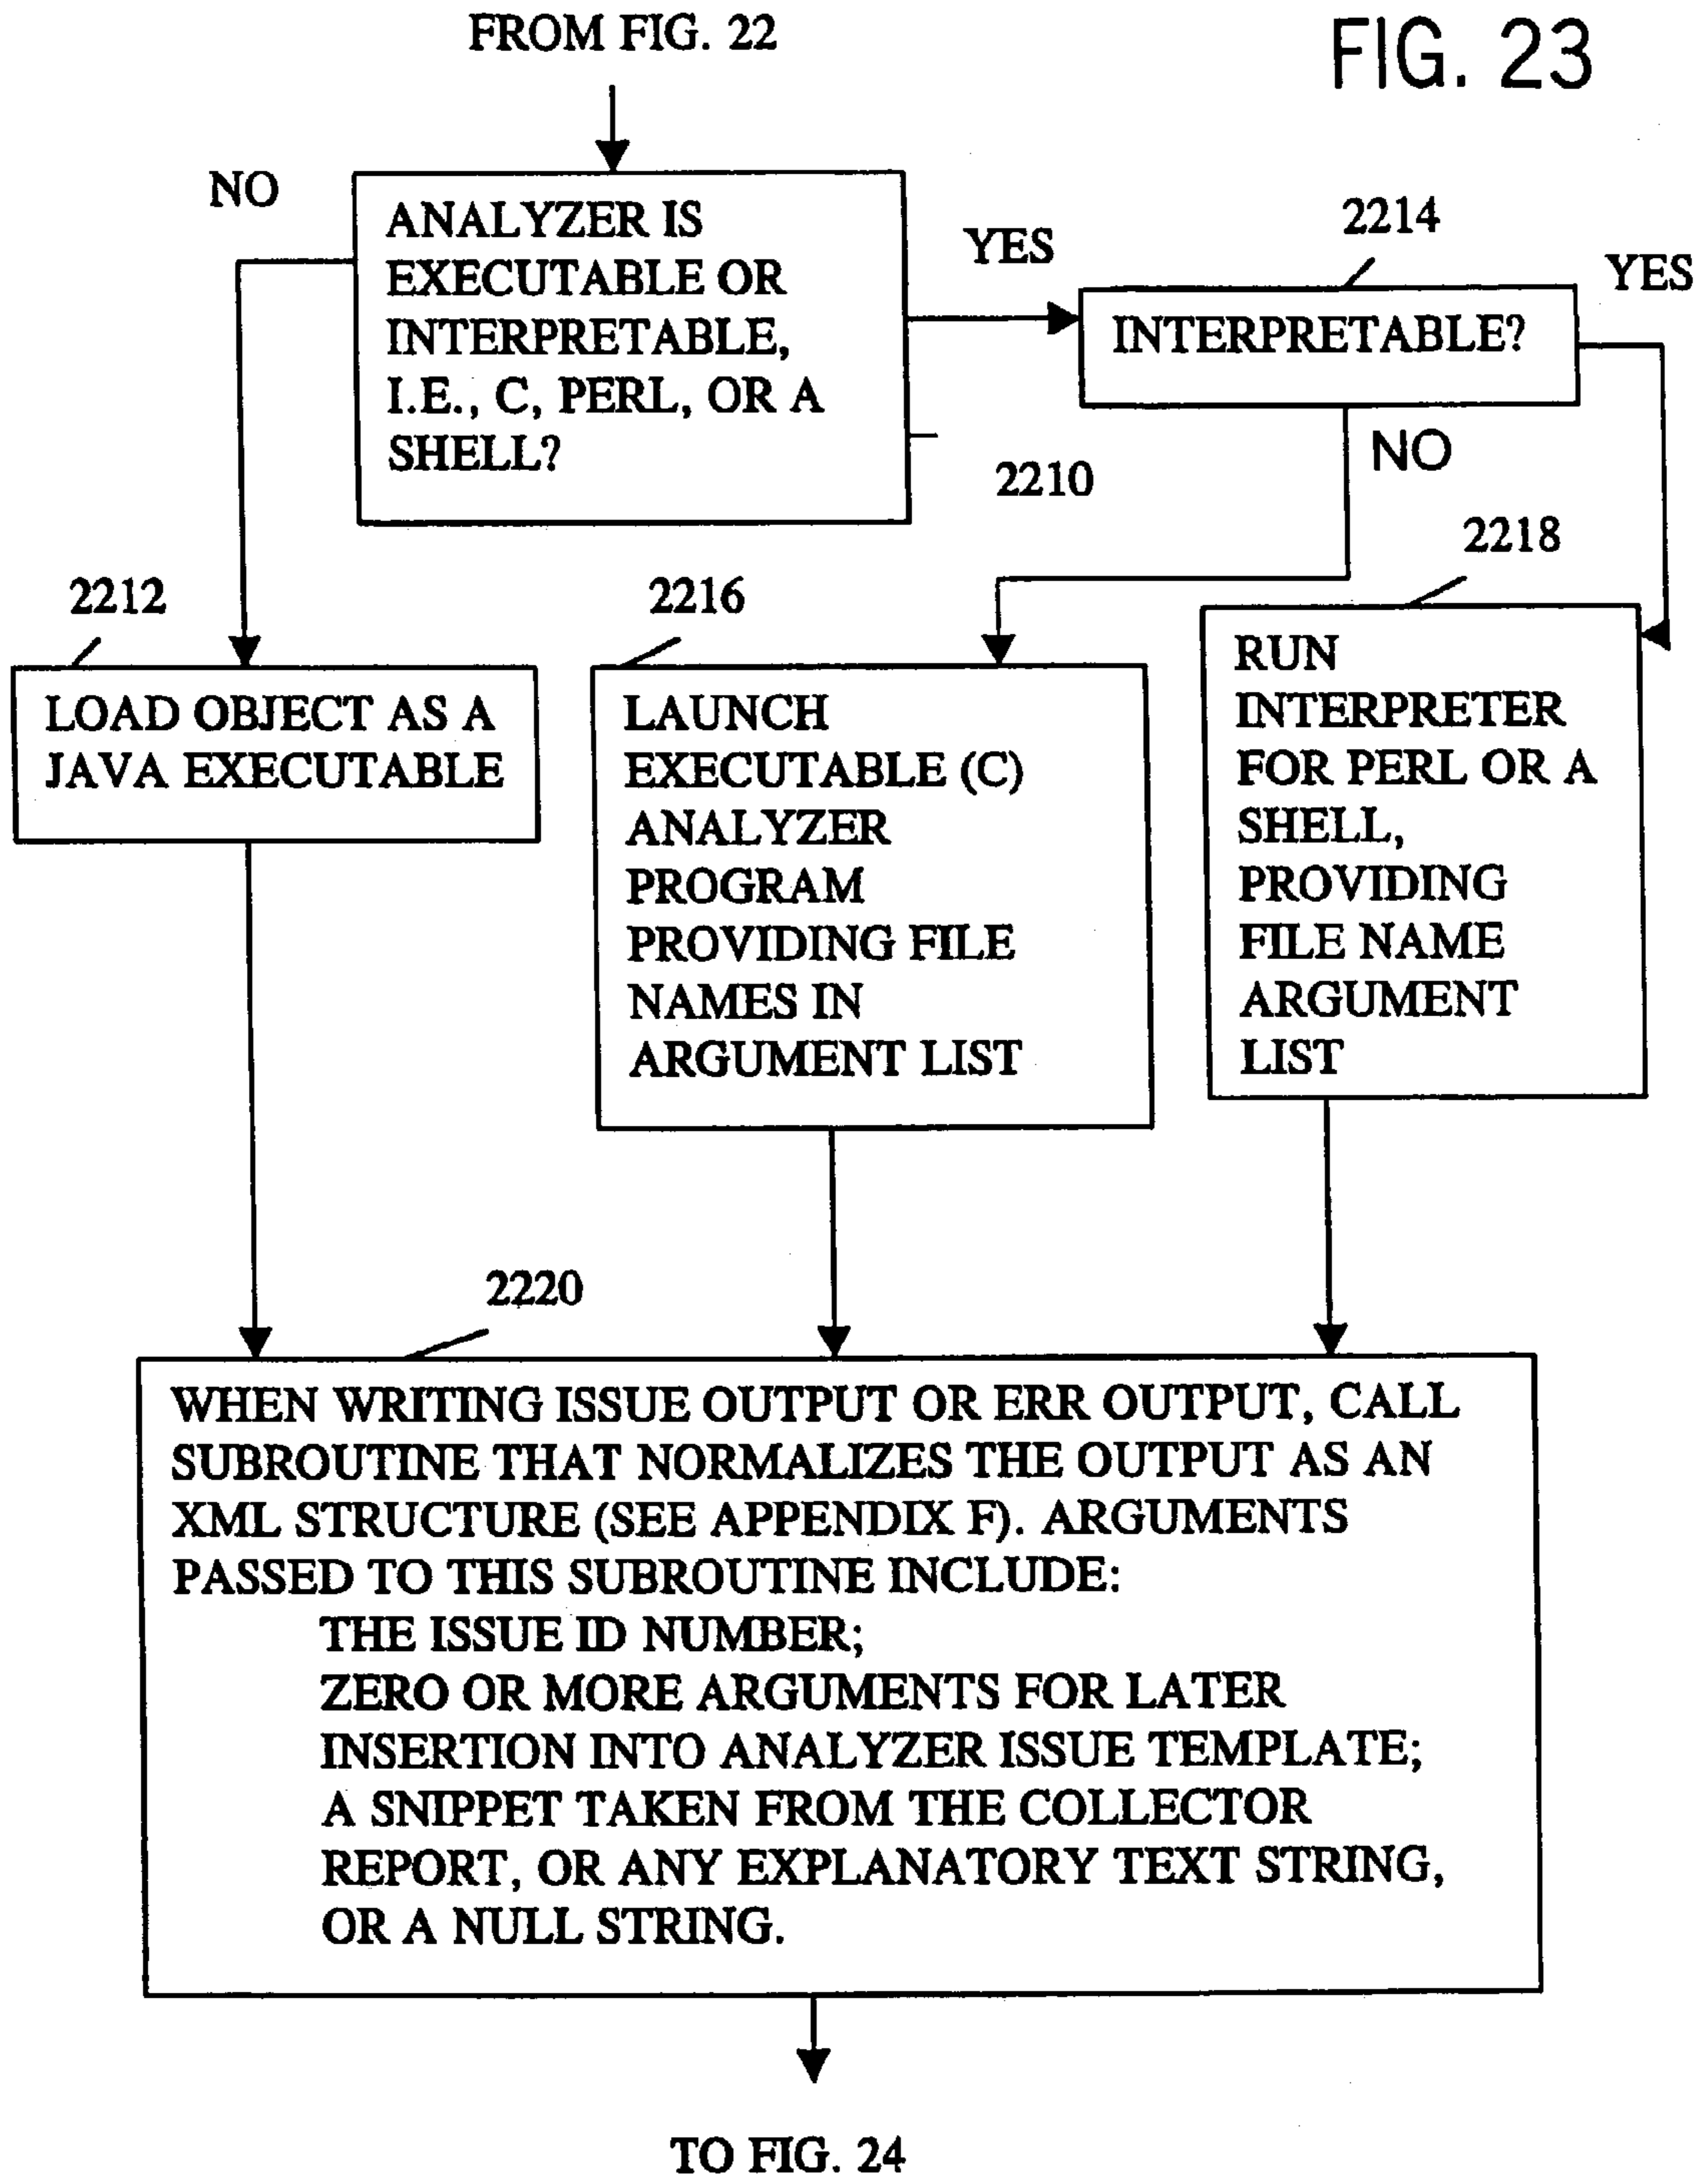 FROM FIG. 22
FIG. 23
NO
ANALYZER IS
EXECUTABLE OR
INTERPRETABLE,
I.E., C, PERL, OR A
SHELL?
YES
2210
2214
INTERPRETABLE?
YES
NO
2212
LOAD OBJECT AS A
JAVA EXECUTABLE
2216
LAUNCH
EXECUTABLE (C)
ANALYZER
PROGRAM
PROVIDING FILE
NAMES IN
ARGUMENT LIST
2218
RUN
INTERPRETER
FOR PERL OR A
SHELL,
PROVIDING
FILE NAME
ARGUMENT
LIST
2220
WHEN WRITING ISSUE OUTPUT OR ERR OUTPUT, CALL
SUBROUTINE THAT NORMALIZES THE OUTPUT AS AN
XML STRUCTURE (SEE APPENDIX F). ARGUMENTS
PASSED TO THIS SUBROUTINE INCLUDE:
THE ISSUE ID NUMBER;
ZERO OR MORE ARGUMENTS FOR LATER
INSERTION INTO ANALYZER ISSUE TEMPLATE;
A SNIPPET TAKEN FROM THE COLLECTOR
REPORT, OR ANY EXPLANATORY TEXT STRING,
OR A NULL STRING.
TO FIG. 24